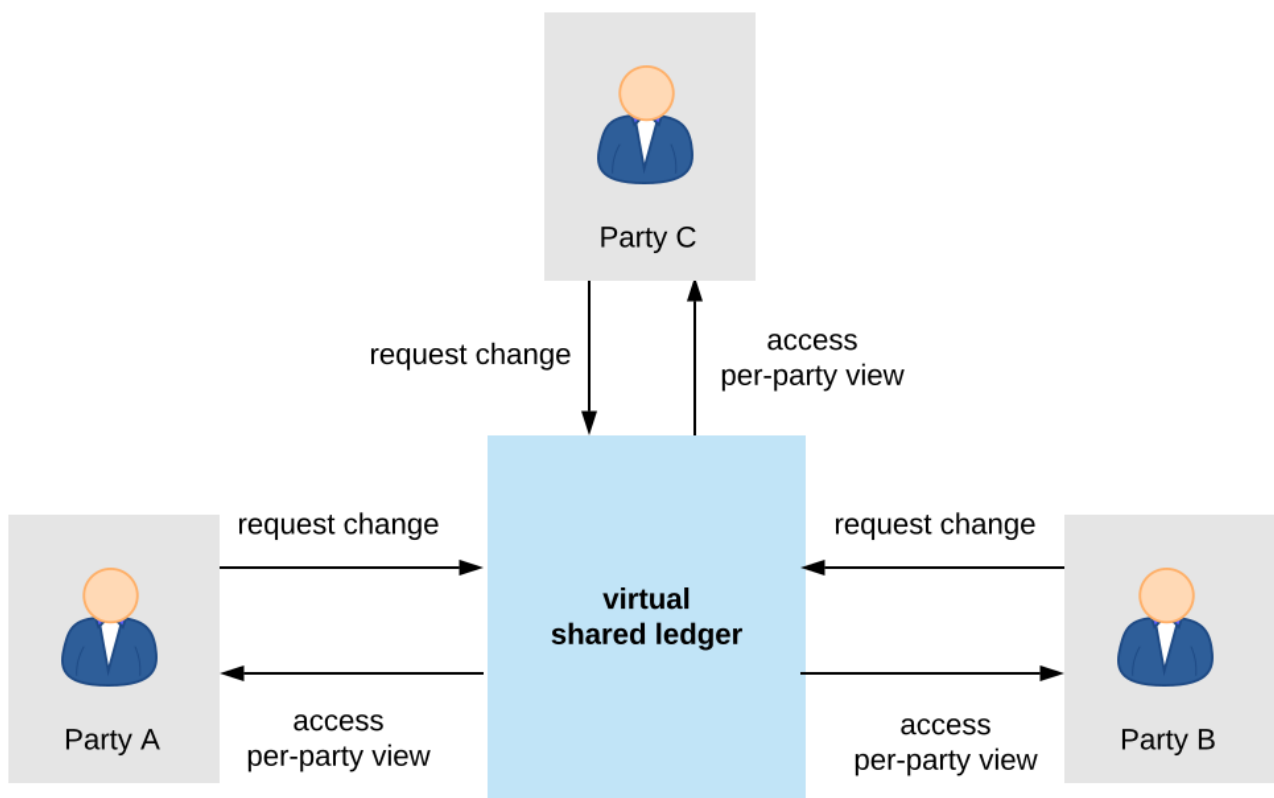 Party C
request change
access
per-party view
request change
request change
virtual
shared ledger
Party A
access
per-party view
access
per-party view
Party B